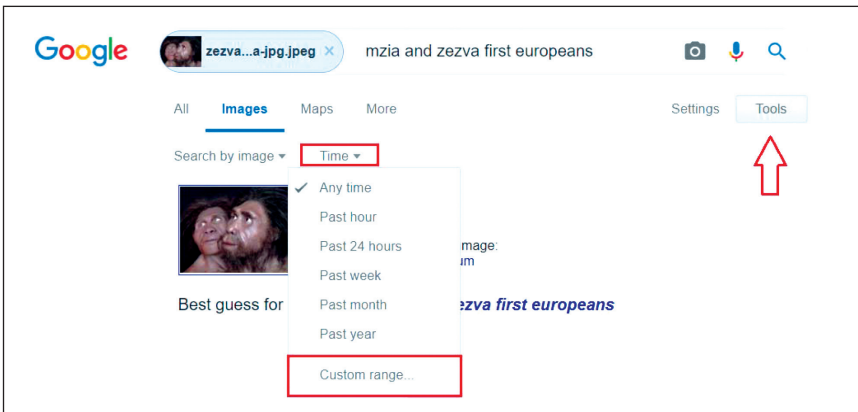 Google zezva...a-jpg.jpeg × mzia and zezva first europeans
All Images Maps More Settings Tools
Search by image Time
Any time
Past hour
Past 24 hours mage:
um
Past week
Best guess for Past month ezva first europeans
Past year
Custom range...